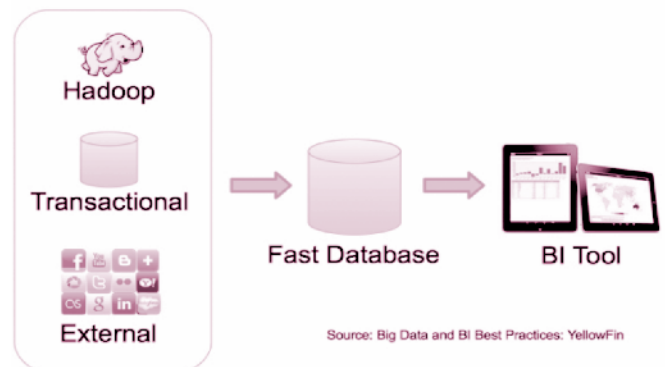 Hadoop
Transactional
External
Fast Database
BI Tool
Source: Big Data and BI Best Practices: YellowFin